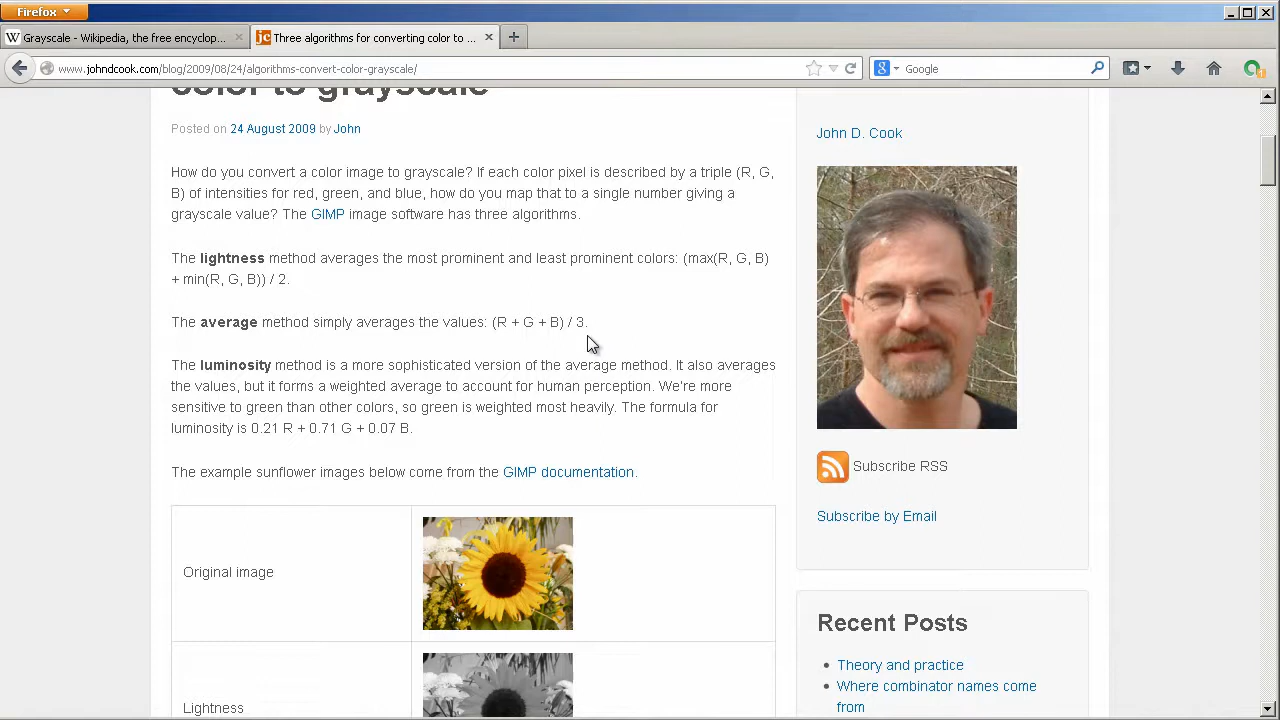 Firefox
Grayscale - Wikipedia, the free encyclop...
Three algorithms for converting color to ...
www.johndcook.com/blog/2009/08/24/algorithms-convert-color-grayscale/
Google
color to grayscale
Posted on 24 August 2009 by John
How do you convert a color image to grayscale? If each color pixel is described by a triple (R, G,
B) of intensities for red, green, and blue, how do you map that to a single number giving a
grayscale value? The GIMP image software has three algorithms.
The lightness method averages the most prominent and least prominent colors: (max(R, G, B)
+ min(R, G, B)) / 2.
The average method simply averages the values: (R + G + B) / 3.
The luminosity method is a more sophisticated version of the average method. It also averages
the values, but it forms a weighted average to account for human perception. We're more
sensitive to green than other colors, so green is weighted most heavily. The formula for
luminosity is 0.21 R + 0.71 G + 0.07 B.
The example sunflower images below come from the GIMP documentation.
Original image
Lightness
John D. Cook
Subscribe RSS
Subscribe by Email
Recent Posts
Theory and practice
Where combinator names come
from